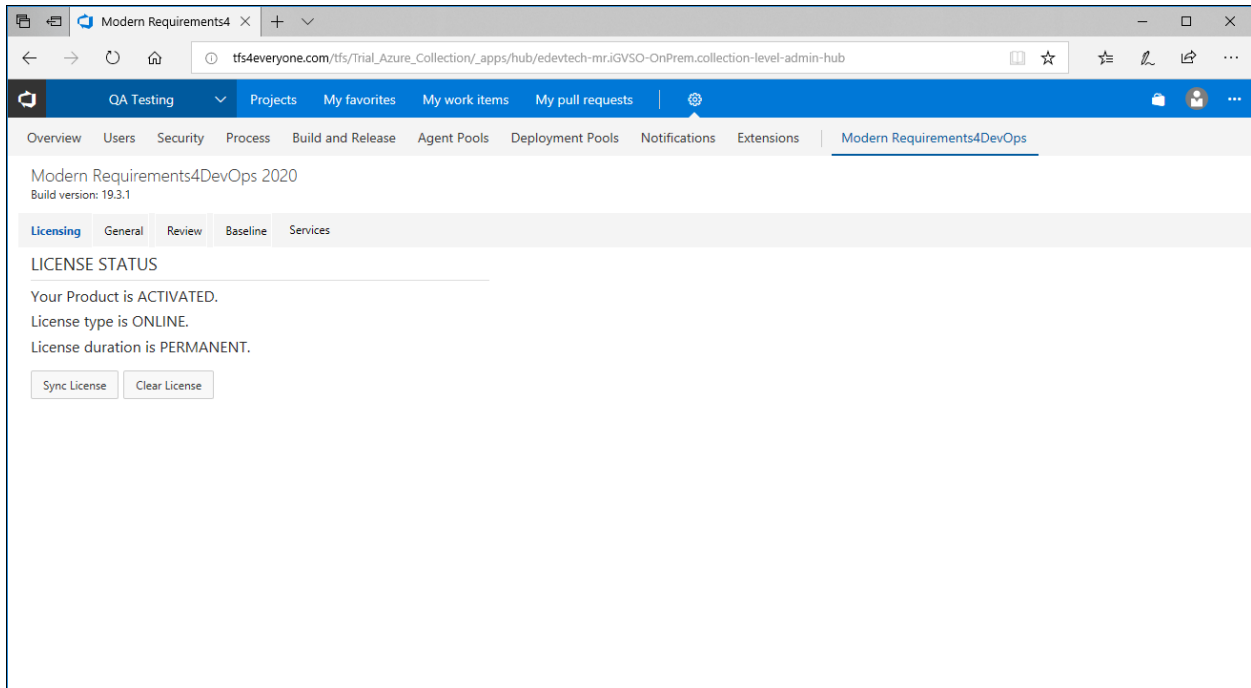 Modern Requirements4
tfs4everyone.com/tfs/Trial_Azure_Collection/_apps/hub/edevtech-mr.iGVSO-OnPrem.collection-level-admin-hub
QA Testing Projects My favorites My work items My pull requests
Overview Users Security Process Build and Release Agent Pools Deployment Pools Notifications Extensions Modern Requirements4DevOps
Modern Requirements4DevOps 2020
Build version: 19.3.1
Licensing General Review Baseline Services
LICENSE STATUS
Your Product is ACTIVATED.
License type is ONLINE.
License duration is PERMANENT.
Sync License Clear License